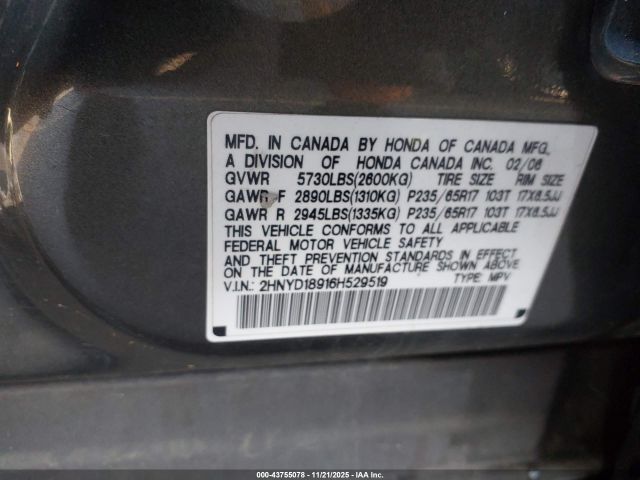 MFD. IN CANADA BY HONDA OF CANADA MFG.,
A DIVISION OF HONDA CANADA INC. 02/06
GVWR 5730LBS(2600KG) TIRE SIZE RIM SIZE
GAWR F 2890LBS(1310KG) P235/65R17 103T 17X6.5JJ
GAWR R 2945LBS(1335KG) P235/65R17 103T 17X6.5JJ
THIS VEHICLE CONFORMS TO ALL APPLICABLE
FEDERAL MOTOR VEHICLE SAFETY
AND THEFT PREVENTION STANDARDS IN EFFECT
ON THE DATE OF MANUFACTURE SHOWN ABOVE.
V.I.N.: 2HNYD18916H529519 TYPE: MPV
000-43755078 - 11/21/2025 - IAAI Inc.